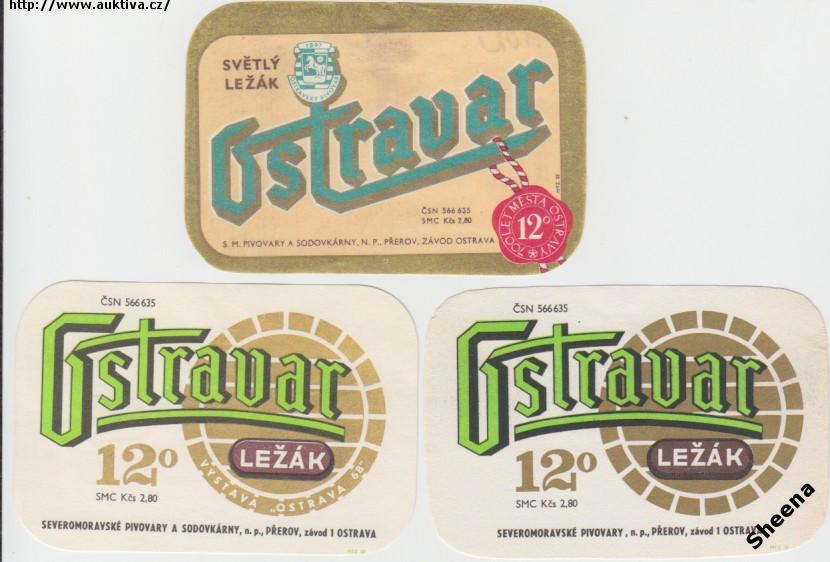 http://www.auktiva.cz/
SVĚTLÝ
LEŽÁK
1897
OSTRAVSKÝ PIVOVAR
Ostravar
ČSN 566 635
SMC Kčs 2,80
S. M. PIVOVARY A SODOVKÁRNY, N. P., PŘEROV, ZÁVOD OSTRAVA
700 LET MĚSTA OSTRAVY
12°
ČSN 566 635
Ostravar
12°
LEŽÁK
VÝSTAVA „OSTRAVA 68"
SMC Kčs 2,80
SEVEROMORAVSKÉ PIVOVARY A SODOVKÁRNY, n. p., PŘEROV, závod 1 OSTRAVA
ČSN 566 635
Ostravar
12°
LEŽÁK
SMC Kčs 2,80
SEVEROMORAVSKÉ PIVOVARY, n. p., PŘEROV, závod 1 OSTRAVA
Sheena